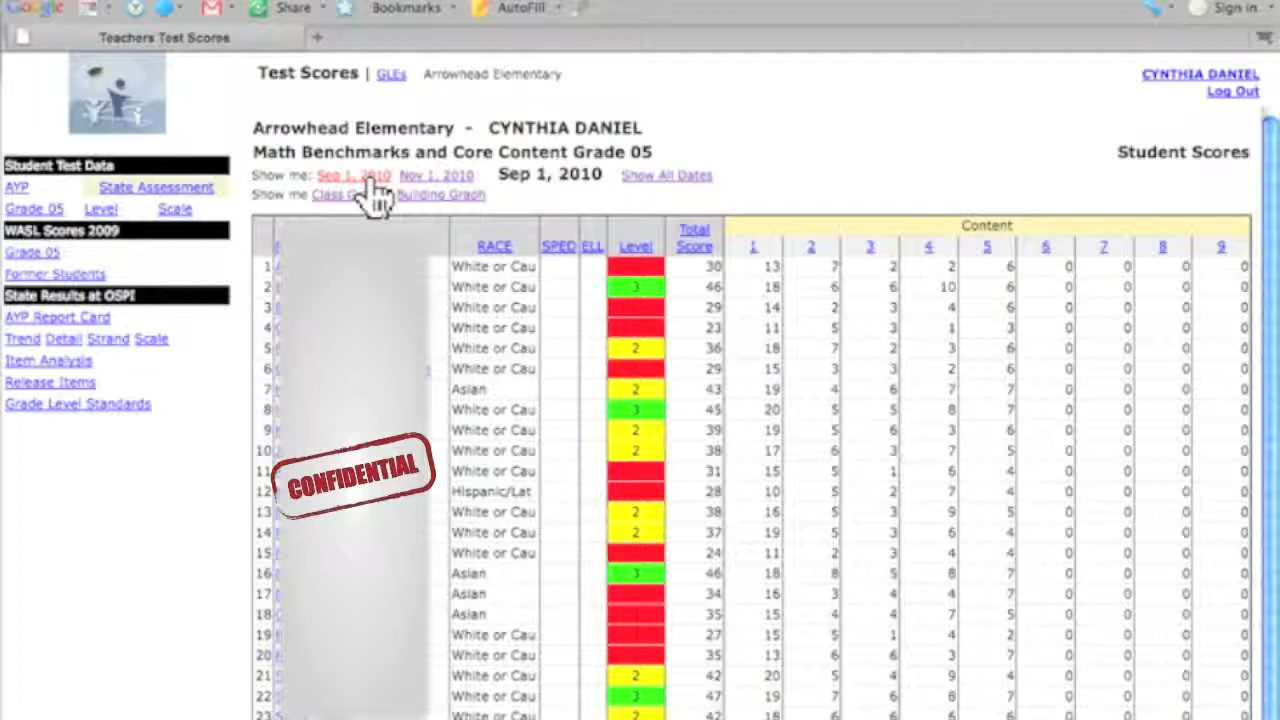 Google Share Bookmarks AutoFill Sign in
Teachers Test Scores +
Test Scores | GLEs Arrowhead Elementary CYNTHIA DANIEL
Log Out
Arrowhead Elementary - CYNTHIA DANIEL
Math Benchmarks and Core Content Grade 05 Student Scores
Show me: Sep 1, 2010 Nov 1, 2010 Sep 1, 2010 Show All Dates
Show me Class Building Graph
Student Test Data
AYP State Assessment
Grade 05 Level Scale
WASL Scores 2009
Grade 05
Former Students
State Results at OSPI
AYP Report Card
Trend Detail Strand Scale
Item Analysis
Release Items
Grade Level Standards
Content
RACE SPED ELL Level Total Score 1 2 3 4 5 6 7 8 9
1 White or Cau 30 13 7 2 2 6 0 0 0 0
2 White or Cau 3 46 18 6 6 10 6 0 0 0 0
3 White or Cau 29 14 2 3 4 6 0 0 0 0
4 White or Cau 23 11 5 3 1 3 0 0 0 0
5 White or Cau 2 36 18 7 2 3 6 0 0 0 0
6 White or Cau 29 15 3 3 2 6 0 0 0 0
7 Asian 2 43 19 4 6 7 7 0 0 0 0
8 White or Cau 3 45 20 5 5 8 7 0 0 0 0
9 White or Cau 2 39 19 5 6 3 6 0 0 0 0
10 White or Cau 2 38 17 6 3 7 5 0 0 0 0
11 White or Cau 31 15 5 1 6 4 0 0 0 0
12 Hispanic/Lat 28 10 5 2 7 4 0 0 0 0
13 White or Cau 2 38 16 5 3 9 5 0 0 0 0
14 White or Cau 2 37 19 5 3 6 4 0 0 0 0
15 White or Cau 24 11 2 3 4 4 0 0 0 0
16 Asian 3 46 18 8 5 8 7 0 0 0 0
17 Asian 34 16 3 4 4 7 0 0 0 0
18 Asian 35 15 4 4 7 5 0 0 0 0
19 White or Cau 27 15 5 1 4 2 0 0 0 0
20 White or Cau 35 13 6 6 3 7 0 0 0 0
21 White or Cau 2 42 20 5 4 9 4 0 0 0 0
22 White or Cau 3 47 19 7 6 8 7 0 0 0 0
23 White or Cau 2 42 18 6 6 6 6 0 0 0 0
CONFIDENTIAL